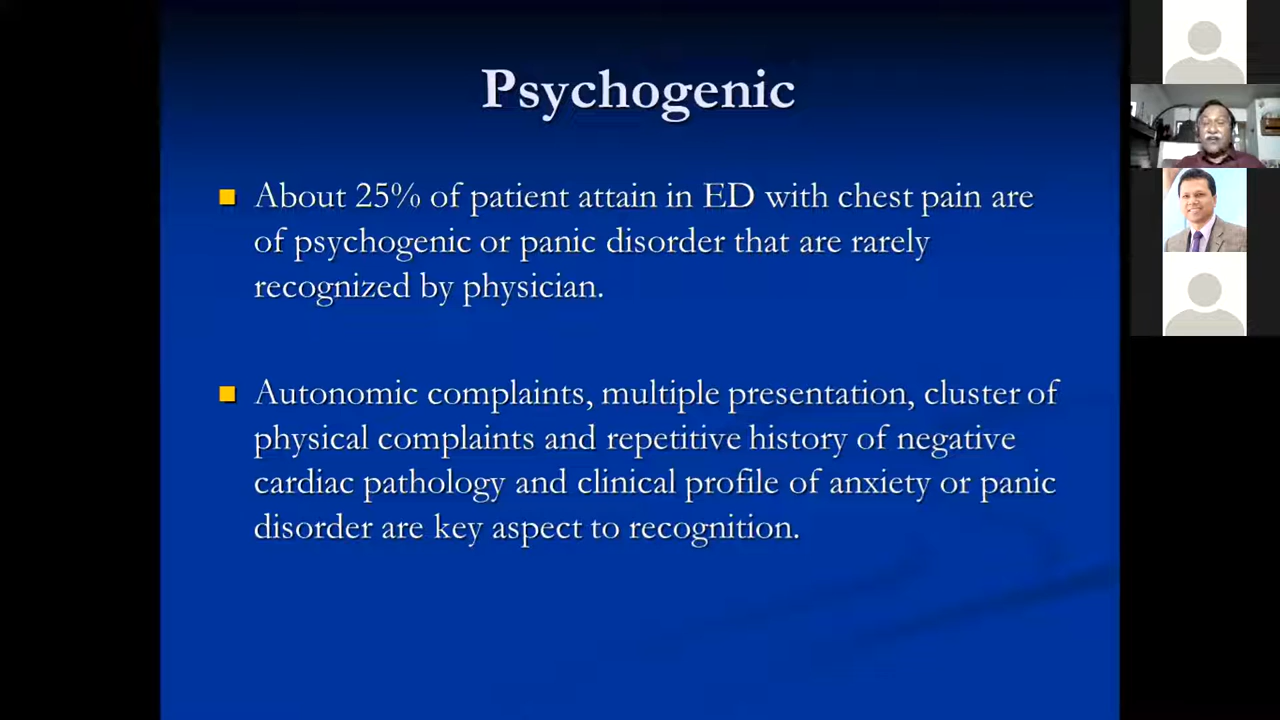 Psychogenic
About 25% of patient attain in ED with chest pain are
of psychogenic or panic disorder that are rarely
recognized by physician.
Autonomic complaints, multiple presentation, cluster of
physical complaints and repetitive history of negative
cardiac pathology and clinical profile of anxiety or panic
disorder are key aspect to recognition.